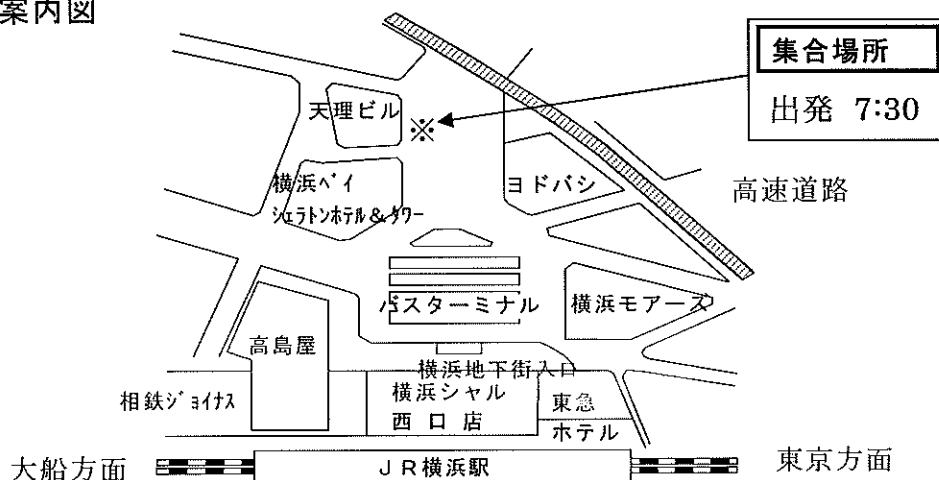 案内図
集合場所
出発 7:30
天理ビル
※
横浜ベイ
シェラトンホテル&タワー
ヨドバシ
高速道路
バスターミナル
横浜モアーズ
高島屋
横浜地下街入口
相鉄ジョイナス
横浜シャル
西口店
東急
ホテル
大船方面
JR横浜駅
東京方面